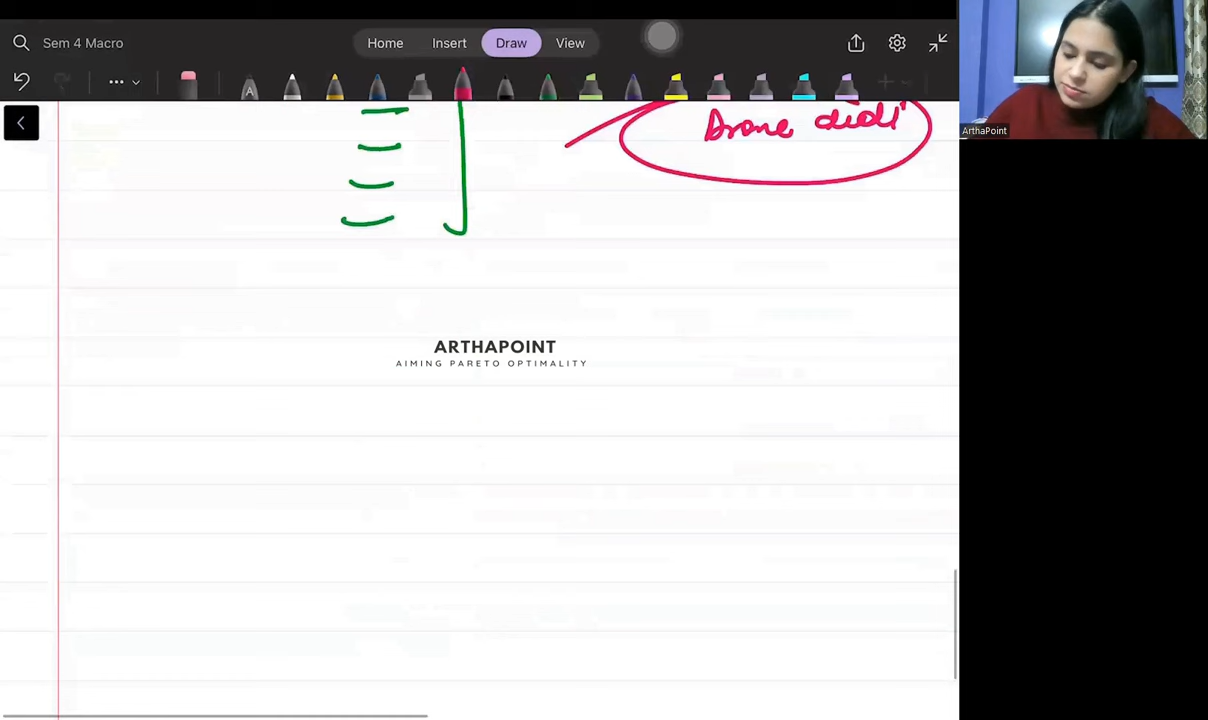 Sem 4 Macro
Home
Insert
Draw
View
A
Drone didi
ArthaPoint
ARTHAPOINT
AIMING PARETO OPTIMALITY